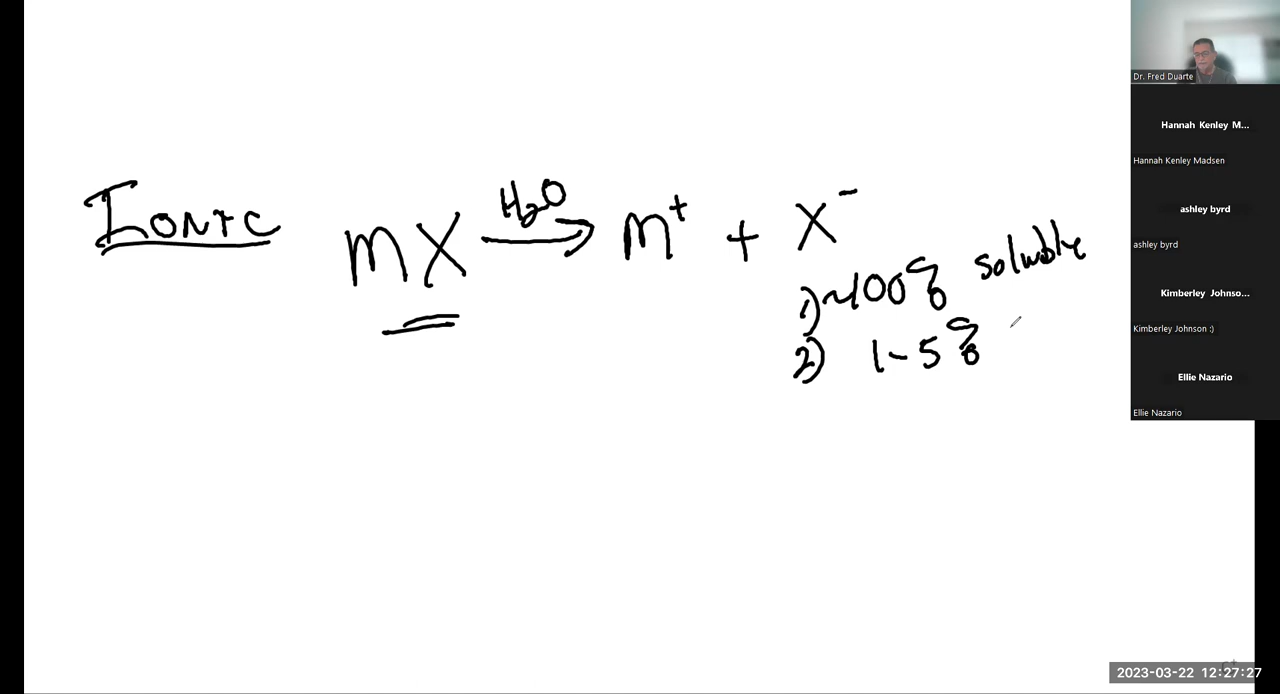 Ionic MX H2O → M+ + X-
1) ~100% soluble
2) 1-5%
Dr. Fred Duarte
Hannah Kenley M...
Hannah Kenley Madsen
ashley byrd
ashley byrd
Kimberley Johnso...
Kimberley Johnson :)
Ellie Nazario
Ellie Nazario
2023-03-22 12:27:27